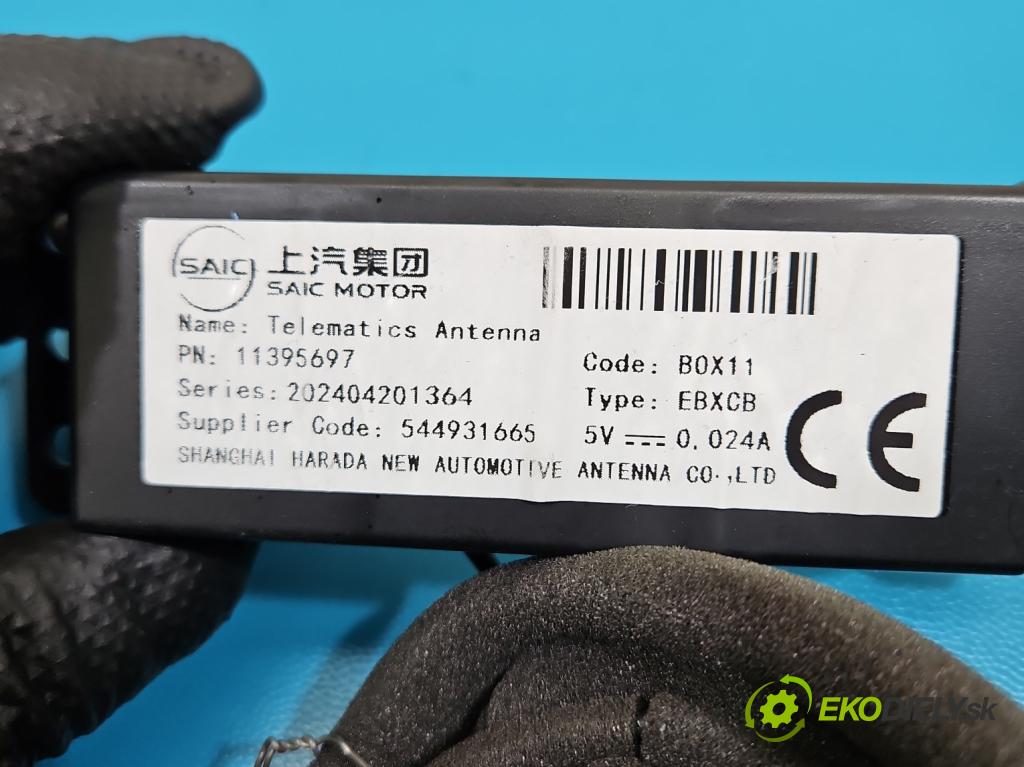 SAIC 上汽集团
SAIC MOTOR
Name: Telematics Antenna
PN: 11395697
Series: 202404201364
Supplier Code: 544931665
SHANGHAI HARADA NEW AUTOMOTIVE ANTENNA CO.,LTD
Code: BOX11
Type: EBXCB
5V ⎓ 0.024A
CE
EKODIELY.sk